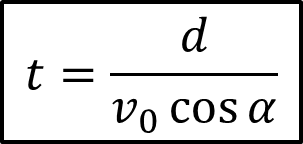 t = d / (v₀ cos α)